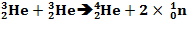 ³₂He + ³₂He➔⁴₂He + 2 × ¹₀n